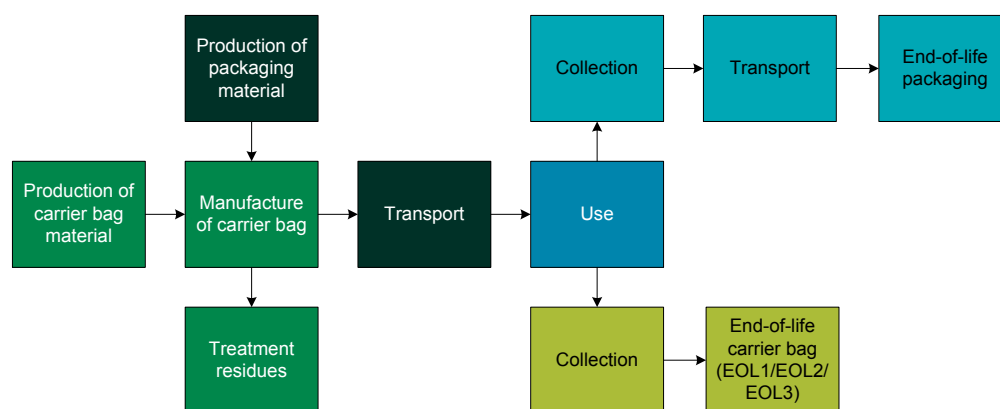 Production of
packaging
material
Collection
Transport
End-of-life
packaging
Production of
carrier bag
material
Manufacture
of carrier bag
Transport
Use
Treatment
residues
Collection
End-of-life
carrier bag
(EOL1/EOL2/
EOL3)